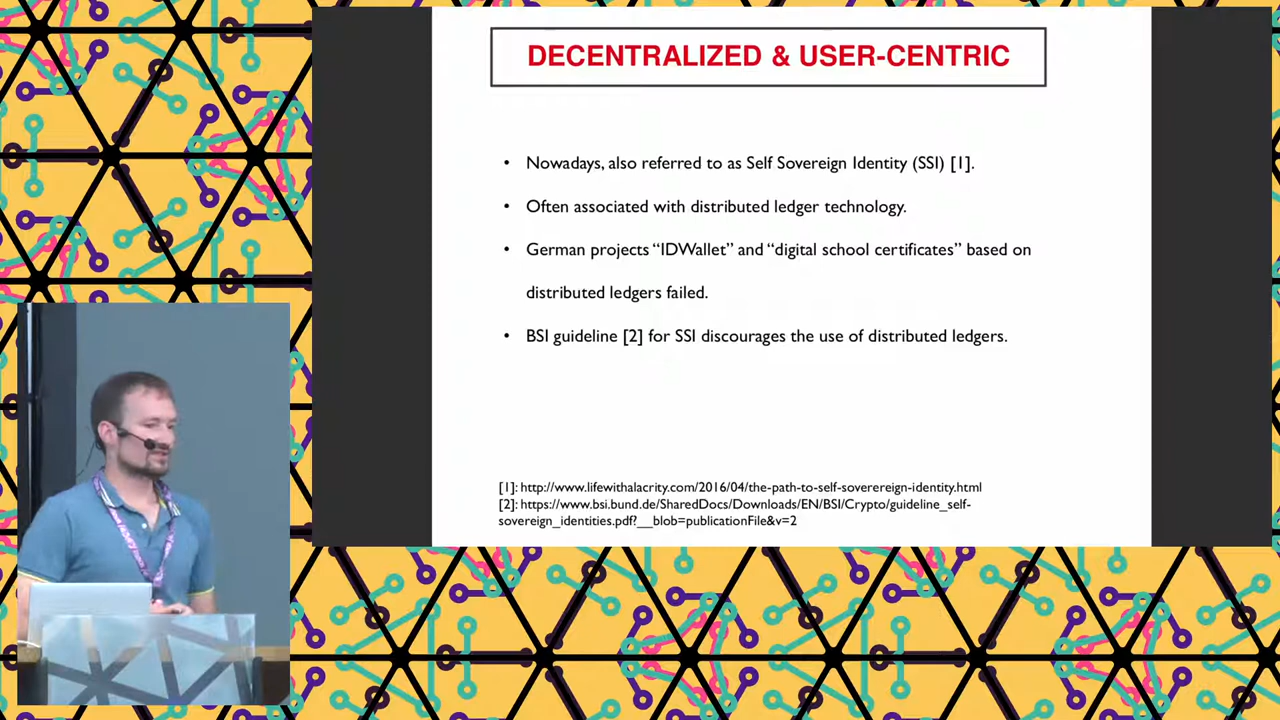 DECENTRALIZED & USER-CENTRIC
• Nowadays, also referred to as Self Sovereign Identity (SSI) [1].
• Often associated with distributed ledger technology.
• German projects “IDWallet” and “digital school certificates” based on
distributed ledgers failed.
• BSI guideline [2] for SSI discourages the use of distributed ledgers.
[1]: http://www.lifewithalacrity.com/2016/04/the-path-to-self-soverereign-identity.html
[2]: https://www.bsi.bund.de/SharedDocs/Downloads/EN/BSI/Crypto/guideline_self-
sovereign_identities.pdf?__blob=publicationFile&v=2